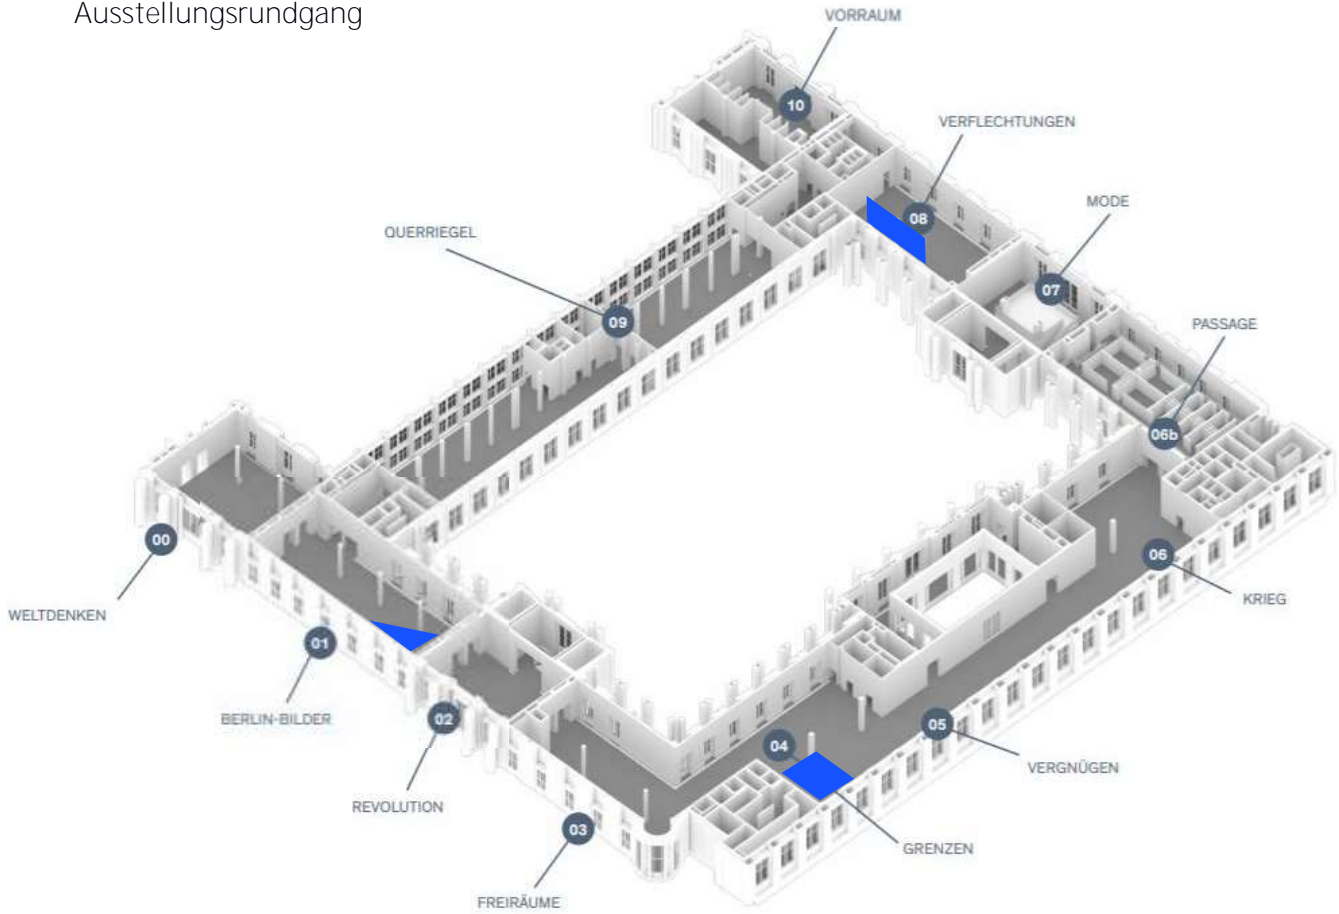 Ausstellungsrundgang
VORRAUM
10
VERFLECHTUNGEN
08
MODE
QUERRIEGEL
07
09
PASSAGE
06b
00
06
WELTDENKEN
KRIEG
01
BERLIN-BILDER
02
05
04
VERGNÜGEN
REVOLUTION
03
GRENZEN
FREIRÄUME